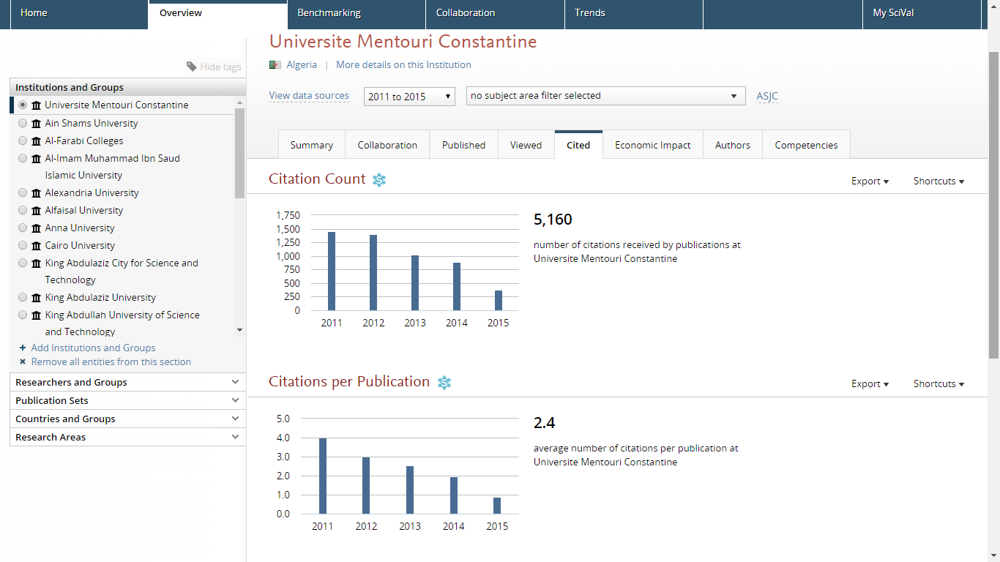 Home
Overview
Benchmarking
Collaboration
Trends
My SciVal
Hide tags
Institutions and Groups
Universite Mentouri Constantine
Ain Shams University
Al-Farabi Colleges
Al-Imam Muhammad Ibn Saud
Islamic University
Alexandria University
Alfaisal University
Anna University
Cairo University
King Abdulaziz City for Science and
Technology
King Abdulaziz University
King Abdullah University of Science
and Technology
Add Institutions and Groups
Remove all entities from this section
Researchers and Groups
Publication Sets
Countries and Groups
Research Areas
Universite Mentouri Constantine
Algeria | More details on this Institution
View data sources
2011 to 2015
no subject area filter selected
ASJC
Summary
Collaboration
Published
Viewed
Cited
Economic Impact
Authors
Competencies
Citation Count
Export
Shortcuts
1,750
1,500
1,250
1,000
750
500
250
0
2011 2012 2013 2014 2015
5,160
number of citations received by publications at
Universite Mentouri Constantine
Citations per Publication
Export
Shortcuts
5.0
4.0
3.0
2.0
1.0
0.0
2011 2012 2013 2014 2015
2.4
average number of citations per publication at
Universite Mentouri Constantine